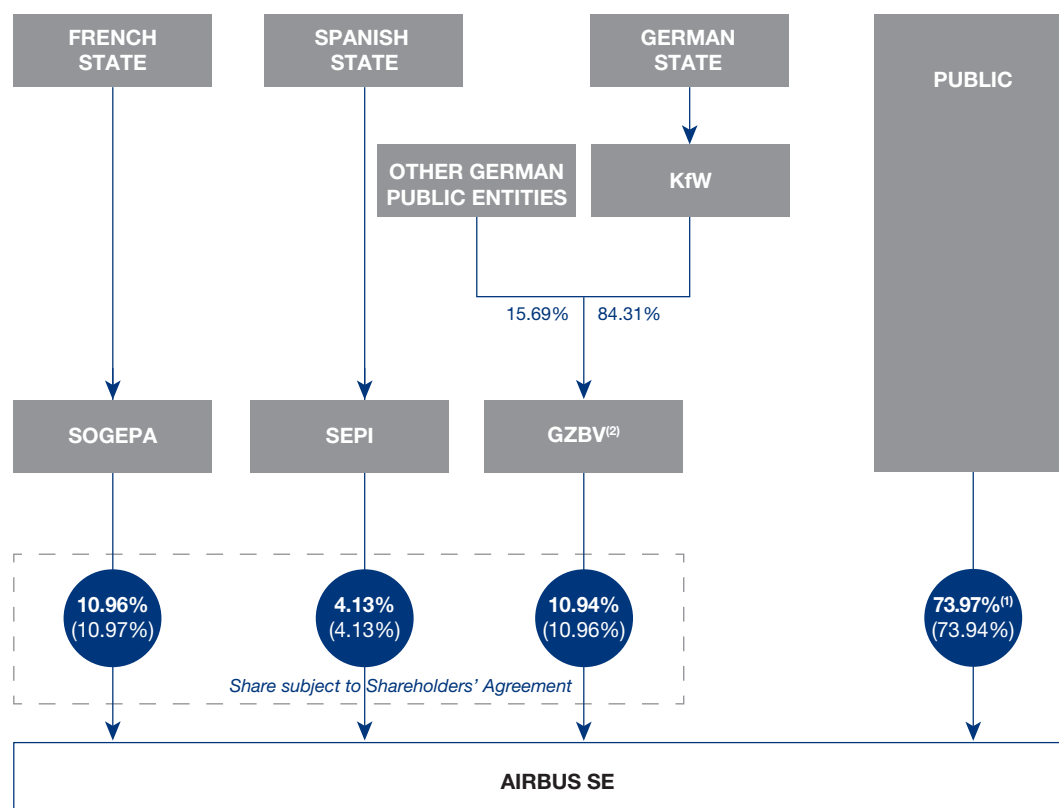 FRENCH
STATE
SPANISH
STATE
GERMAN
STATE
PUBLIC
OTHER GERMAN
PUBLIC ENTITIES
KfW
15.69%
84.31%
SOGEPA
SEPI
GZBV(2)
10.96%
(10.97%)
4.13%
(4.13%)
10.94%
(10.96%)
73.97%(1)
(73.94%)
Share subject to Shareholders’ Agreement
AIRBUS SE